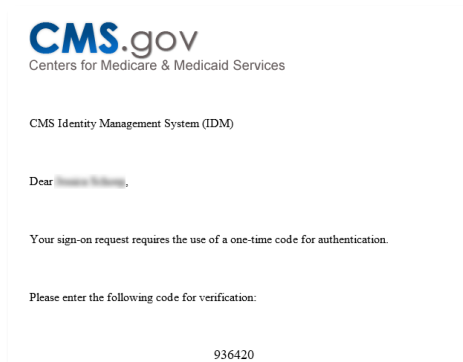 CMS.gov
Centers for Medicare & Medicaid Services
CMS Identity Management System (IDM)
Dear ,
Your sign-on request requires the use of a one-time code for authentication.
Please enter the following code for verification:
936420